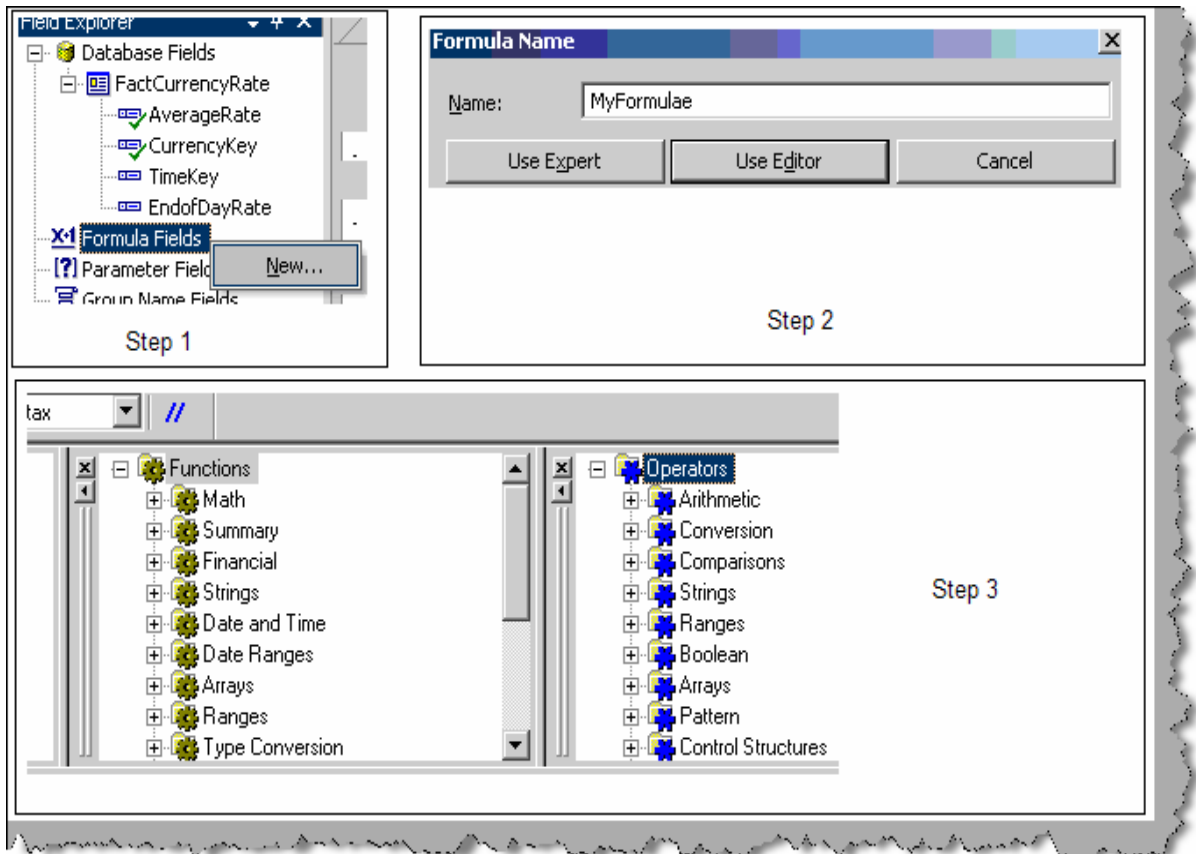 Field Explorer
Database Fields
FactCurrencyRate
AverageRate
CurrencyKey
TimeKey
EndofDayRate
Formula Fields
Parameter Field
New...
Group Name Fields
Step 1
Formula Name
Name:
MyFormulae
Use Expert
Use Editor
Cancel
Step 2
tax
//
Functions
Math
Summary
Financial
Strings
Date and Time
Date Ranges
Arrays
Ranges
Type Conversion
Operators
Arithmetic
Conversion
Comparisons
Strings
Ranges
Boolean
Arrays
Pattern
Control Structures
Step 3